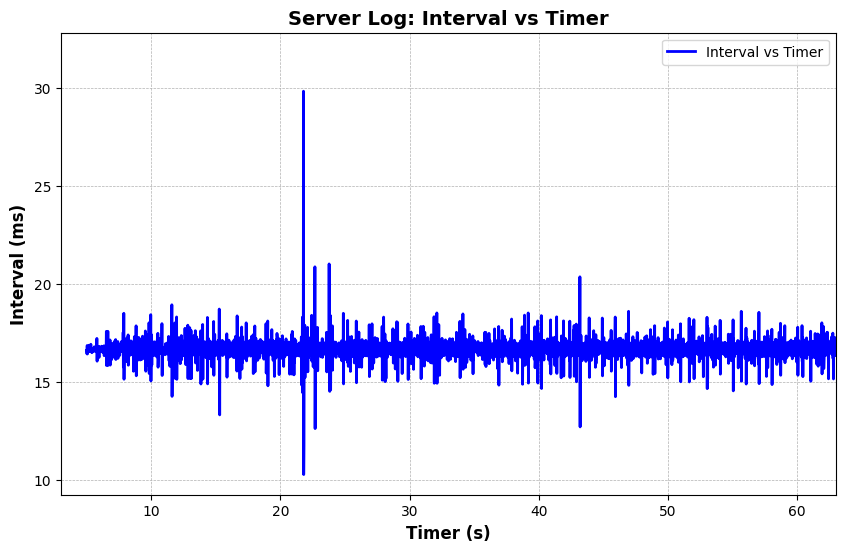 Server Log: Interval vs Timer
Interval vs Timer
30
25
20
15
10
Interval (ms)
10 20 30 40 50 60
Timer (s)